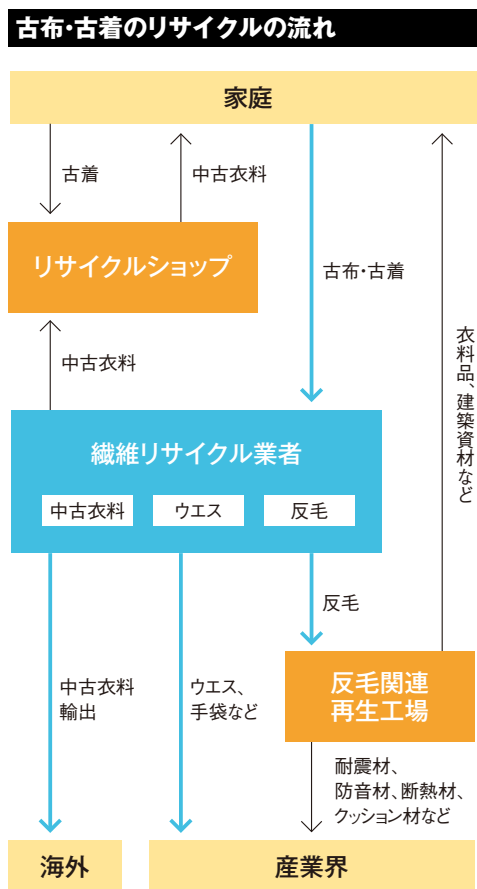 古布・古着のリサイクルの流れ
家庭
古着
中古衣料
リサイクルショップ
古布・古着
中古衣料
衣料品、建築資材など
繊維リサイクル業者
中古衣料
ウエス
反毛
反毛
中古衣料
輸出
ウエス、
手袋など
反毛関連
再生工場
耐震材、
防音材、断熱材、
クッション材など
海外
産業界